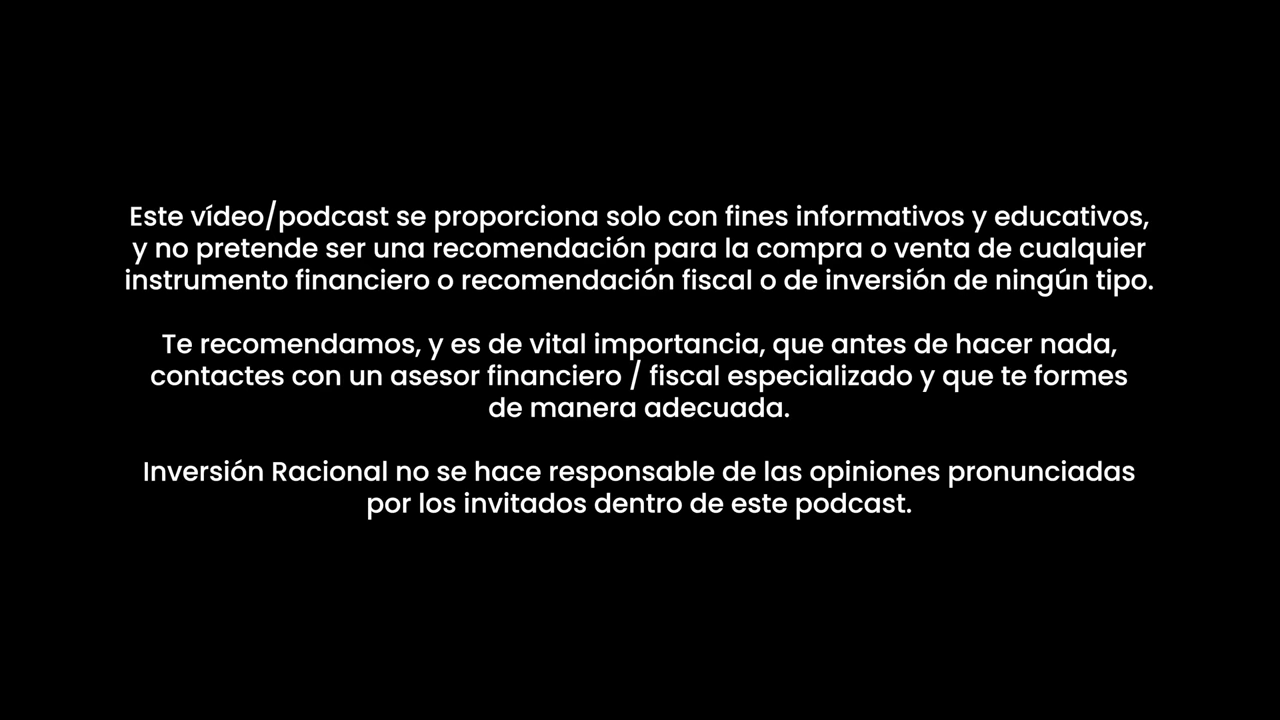 Este vídeo/podcast se proporciona solo con fines informativos y educativos,
y no pretende ser una recomendación para la compra o venta de cualquier
instrumento financiero o recomendación fiscal o de inversión de ningún tipo.
Te recomendamos, y es de vital importancia, que antes de hacer nada,
contactes con un asesor financiero / fiscal especializado y que te formes
de manera adecuada.
Inversión Racional no se hace responsable de las opiniones pronunciadas
por los invitados dentro de este podcast.